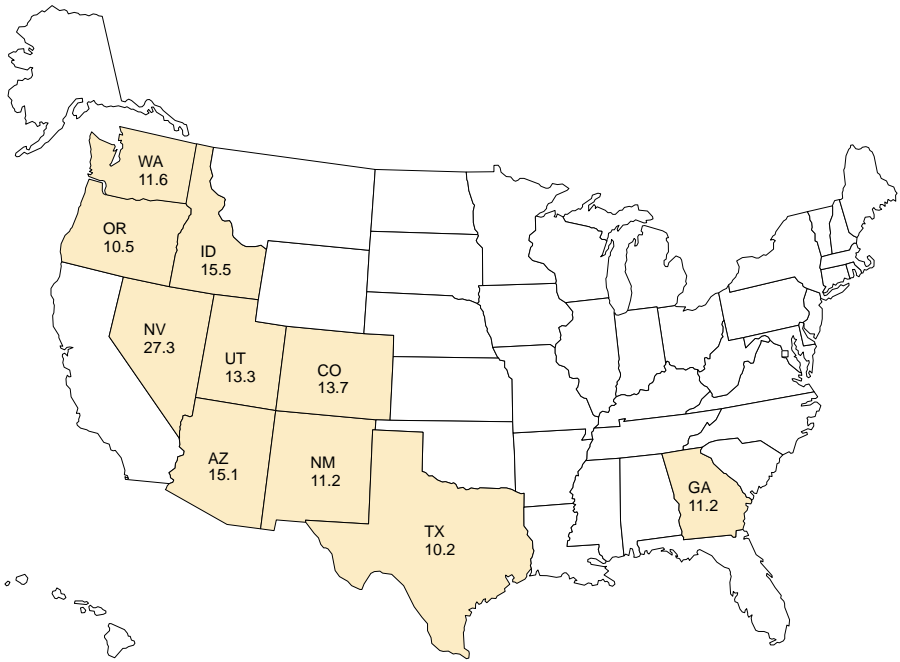 WA
11.6
OR
10.5
ID
15.5
NV
27.3
UT
13.3
CO
13.7
AZ
15.1
NM
11.2
GA
11.2
TX
10.2